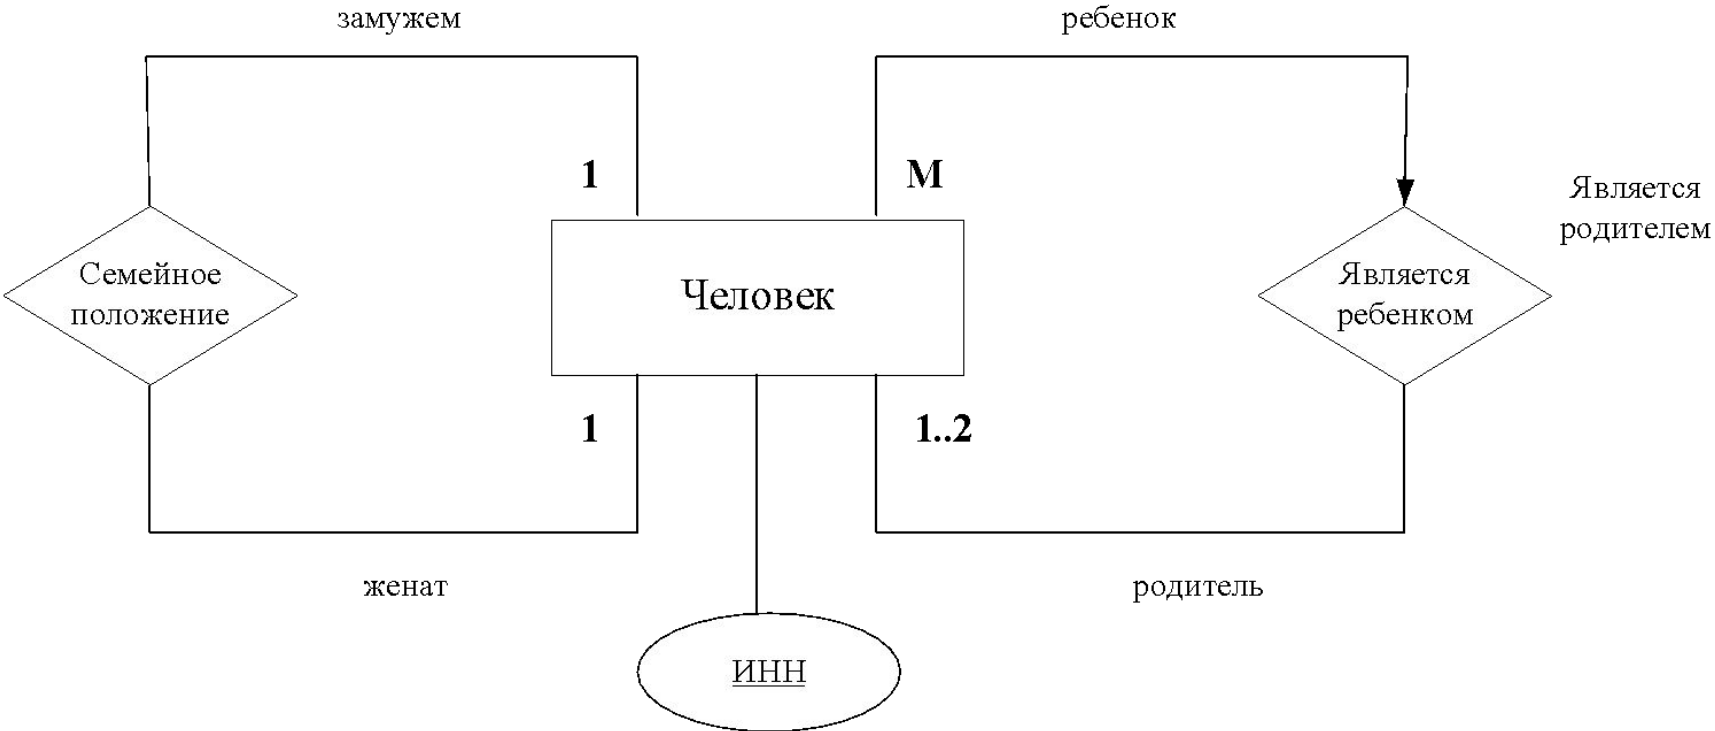 замужем
ребенок
1
М
Является
родителем
Семейное
положение
Человек
Является
ребенком
1
1..2
женат
родитель
ИНН